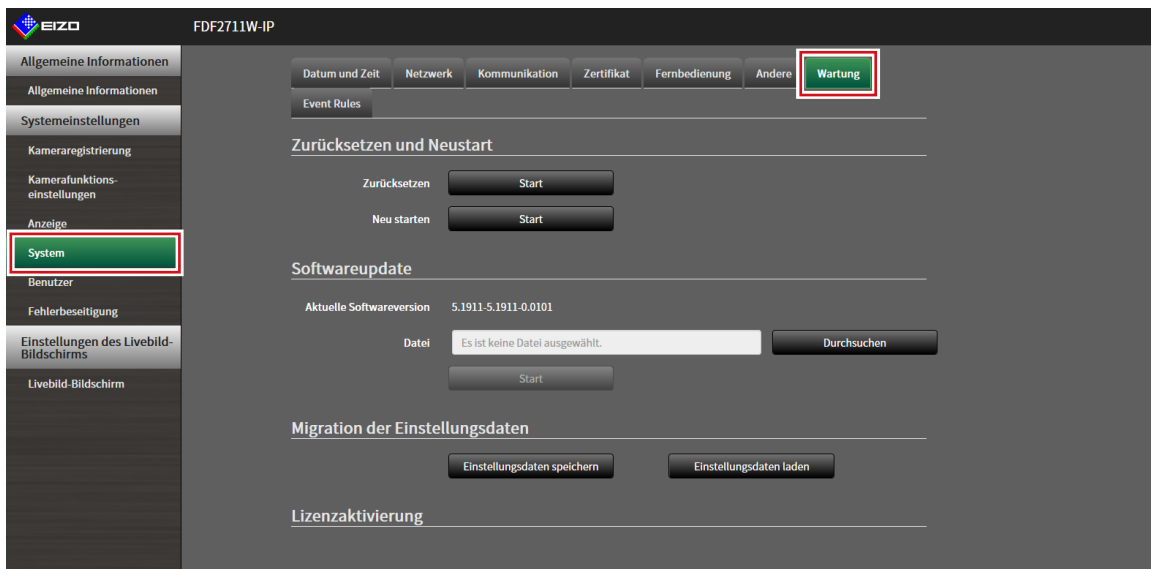 EIZO
FDF2711W-IP
Allgemeine Informationen
Allgemeine Informationen
Systemeinstellungen
Kameraregistrierung
Kamerafunktions-
einstellungen
Anzeige
System
Benutzer
Fehlerbeseitigung
Einstellungen des Livebild-
Bildschirms
Livebild-Bildschirm
Datum und Zeit
Netzwerk
Kommunikation
Zertifikat
Fernbedienung
Andere
Wartung
Event Rules
Zurücksetzen und Neustart
Zurücksetzen
Start
Neu starten
Start
Softwareupdate
Aktuelle Softwareversion
5.1911-5.1911-0.0101
Datei
Es ist keine Datei ausgewählt.
Durchsuchen
Start
Migration der Einstellungsdaten
Einstellungsdaten speichern
Einstellungsdaten laden
Lizenzaktivierung